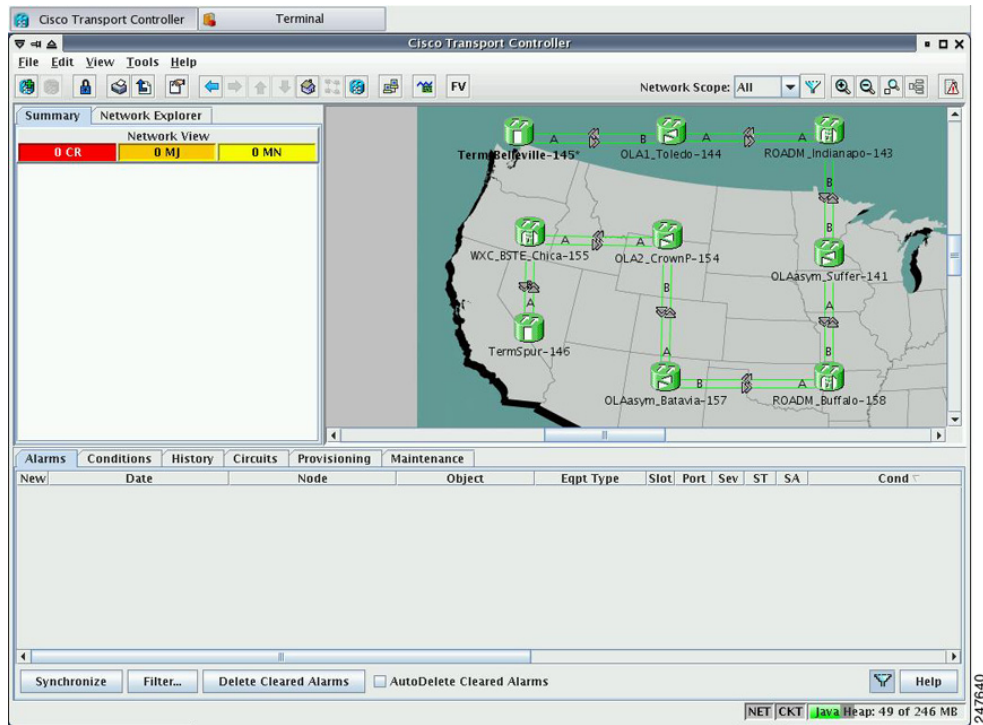 Cisco Transport Controller
Terminal
Cisco Transport Controller
File Edit View Tools Help
FV
Network Scope: All
Summary
Network Explorer
Network View
0 CR
0 MJ
0 MN
A B A A
TermBelleville-145*
OLA1_Toledo-144
ROADM_Indianapo-143
B
B
A A
WXC_BSTE_Chica-155
OLA2_CrownP-154
OLAasym_Suffer-141
B B A
A
TermSpur-146
A B
B A
OLAasym_Batavia-157
ROADM_Buffalo-158
Alarms Conditions History Circuits Provisioning Maintenance
New Date Node Object Eqpt Type Slot Port Sev ST SA Cond
Synchronize
Filter...
Delete Cleared Alarms
AutoDelete Cleared Alarms
Help
NET CKT Java Heap: 49 of 246 MB
247640